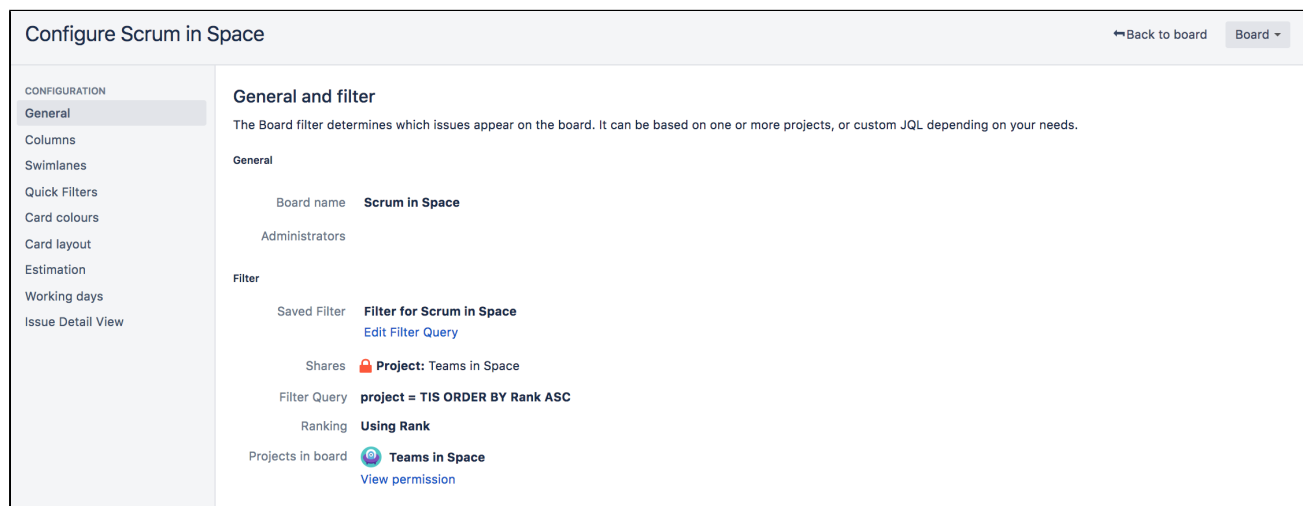 Configure Scrum in Space
Back to board
Board
CONFIGURATION
General
Columns
Swimlanes
Quick Filters
Card colours
Card layout
Estimation
Working days
Issue Detail View
General and filter
The Board filter determines which issues appear on the board. It can be based on one or more projects, or custom JQL depending on your needs.
General
Board name Scrum in Space
Administrators
Filter
Saved Filter Filter for Scrum in Space
Edit Filter Query
Shares Project: Teams in Space
Filter Query project = TIS ORDER BY Rank ASC
Ranking Using Rank
Projects in board Teams in Space
View permission